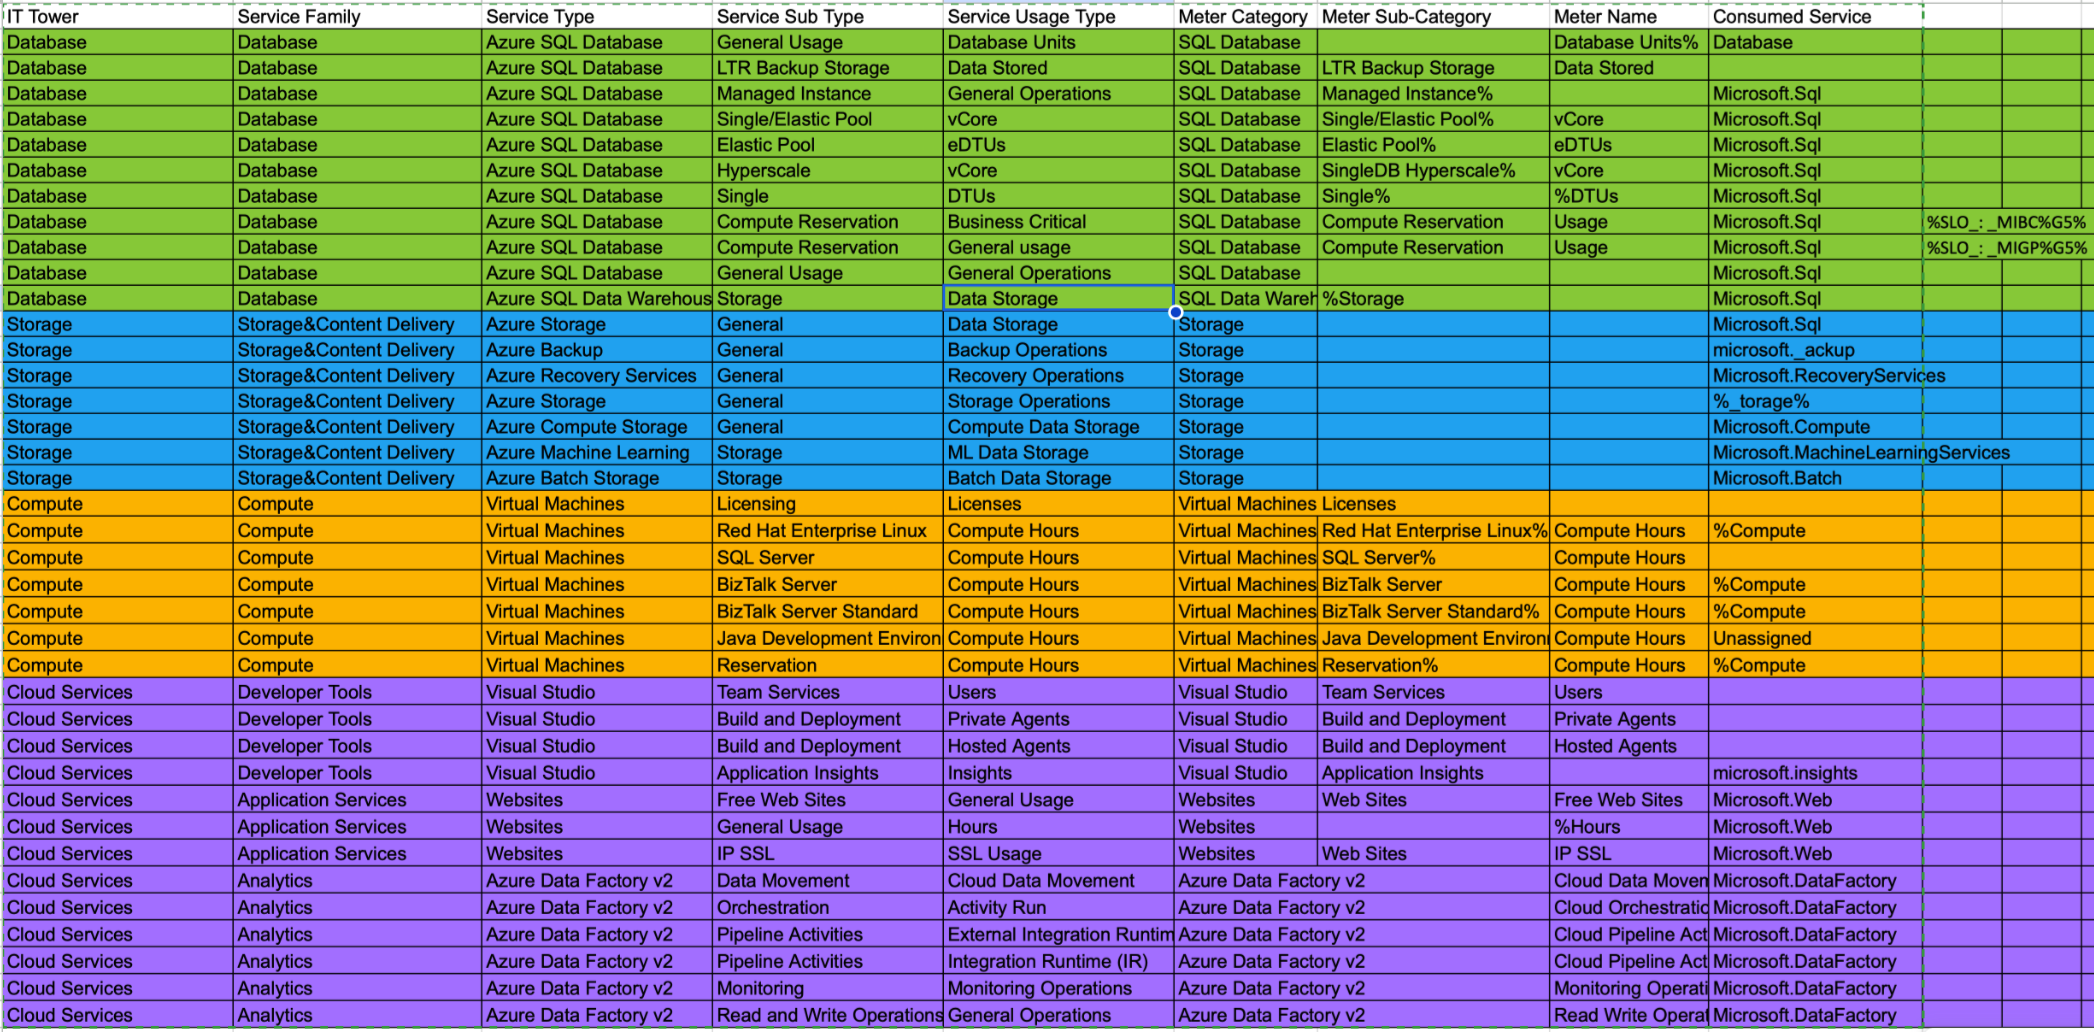 IT Tower Service Family Service Type Service Sub Type Service Usage Type Meter Category Meter Sub-Category Meter Name Consumed Service
Database Database Azure SQL Database General Usage Database Units SQL Database Database Units% Database
Database Database Azure SQL Database LTR Backup Storage Data Stored SQL Database LTR Backup Storage Data Stored
Database Database Azure SQL Database Managed Instance General Operations SQL Database Managed Instance% Microsoft.Sql
Database Database Azure SQL Database Single/Elastic Pool vCore SQL Database Single/Elastic Pool% vCore Microsoft.Sql
Database Database Azure SQL Database Elastic Pool eDTUs SQL Database Elastic Pool% eDTUs Microsoft.Sql
Database Database Azure SQL Database Hyperscale vCore SQL Database SingleDB Hyperscale% vCore Microsoft.Sql
Database Database Azure SQL Database Single DTUs SQL Database Single% %DTUs Microsoft.Sql
Database Database Azure SQL Database Compute Reservation Business Critical SQL Database Compute Reservation Usage Microsoft.Sql %SLO_: _MIBC%G5%
Database Database Azure SQL Database Compute Reservation General usage SQL Database Compute Reservation Usage Microsoft.Sql %SLO_: _MIGP%G5%
Database Database Azure SQL Database General Usage General Operations SQL Database Microsoft.Sql
Database Database Azure SQL Data Warehous Storage Data Storage SQL Data Wareh %Storage Microsoft.Sql
Storage Storage&Content Delivery Azure Storage General Data Storage Storage Microsoft.Sql
Storage Storage&Content Delivery Azure Backup General Backup Operations Storage microsoft._ackup
Storage Storage&Content Delivery Azure Recovery Services General Recovery Operations Storage Microsoft.RecoveryServices
Storage Storage&Content Delivery Azure Storage General Storage Operations Storage %_torage%
Storage Storage&Content Delivery Azure Compute Storage General Compute Data Storage Storage Microsoft.Compute
Storage Storage&Content Delivery Azure Machine Learning Storage ML Data Storage Storage Microsoft.MachineLearningServices
Storage Storage&Content Delivery Azure Batch Storage Storage Batch Data Storage Storage Microsoft.Batch
Compute Compute Virtual Machines Licensing Licenses Virtual Machines Licenses
Compute Compute Virtual Machines Red Hat Enterprise Linux Compute Hours Virtual Machines Red Hat Enterprise Linux% Compute Hours %Compute
Compute Compute Virtual Machines SQL Server Compute Hours Virtual Machines SQL Server% Compute Hours
Compute Compute Virtual Machines BizTalk Server Compute Hours Virtual Machines BizTalk Server Compute Hours %Compute
Compute Compute Virtual Machines BizTalk Server Standard Compute Hours Virtual Machines BizTalk Server Standard% Compute Hours %Compute
Compute Compute Virtual Machines Java Development Environ Compute Hours Virtual Machines Java Development Environ Compute Hours Unassigned
Compute Compute Virtual Machines Reservation Compute Hours Virtual Machines Reservation% Compute Hours %Compute
Cloud Services Developer Tools Visual Studio Team Services Users Visual Studio Team Services Users
Cloud Services Developer Tools Visual Studio Build and Deployment Private Agents Visual Studio Build and Deployment Private Agents
Cloud Services Developer Tools Visual Studio Build and Deployment Hosted Agents Visual Studio Build and Deployment Hosted Agents
Cloud Services Developer Tools Visual Studio Application Insights Insights Visual Studio Application Insights microsoft.insights
Cloud Services Application Services Websites Free Web Sites General Usage Websites Web Sites Free Web Sites Microsoft.Web
Cloud Services Application Services Websites General Usage Hours Websites %Hours Microsoft.Web
Cloud Services Application Services Websites IP SSL SSL Usage Websites Web Sites IP SSL Microsoft.Web
Cloud Services Analytics Azure Data Factory v2 Data Movement Cloud Data Movement Azure Data Factory v2 Cloud Data Moven Microsoft.DataFactory
Cloud Services Analytics Azure Data Factory v2 Orchestration Activity Run Azure Data Factory v2 Cloud Orchestratic Microsoft.DataFactory
Cloud Services Analytics Azure Data Factory v2 Pipeline Activities External Integration Runtim Azure Data Factory v2 Cloud Pipeline Act Microsoft.DataFactory
Cloud Services Analytics Azure Data Factory v2 Pipeline Activities Integration Runtime (IR) Azure Data Factory v2 Cloud Pipeline Act Microsoft.DataFactory
Cloud Services Analytics Azure Data Factory v2 Monitoring Monitoring Operations Azure Data Factory v2 Monitoring Operati Microsoft.DataFactory
Cloud Services Analytics Azure Data Factory v2 Read and Write Operations General Operations Azure Data Factory v2 Read Write Operat Microsoft.DataFactory